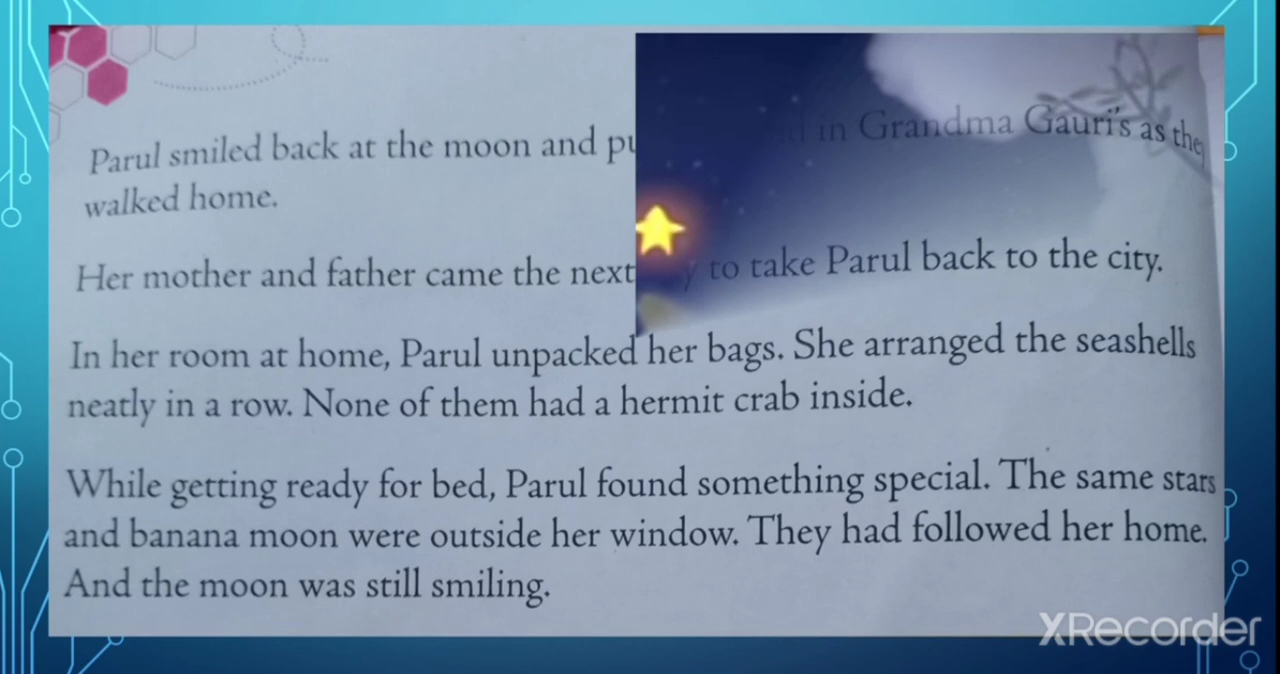 Parul smiled back at the moon and in Grandma Gauri's as
walked home.
Her mother and father came the next to take Parul back to the city.
In her room at home, Parul unpacked her bags. She arranged the seashells
neatly in a row. None of them had a hermit crab inside.
While getting ready for bed, Parul found something special. The same stars
and banana moon were outside her window. They had followed her home.
And the moon was still smiling.
XRecorder